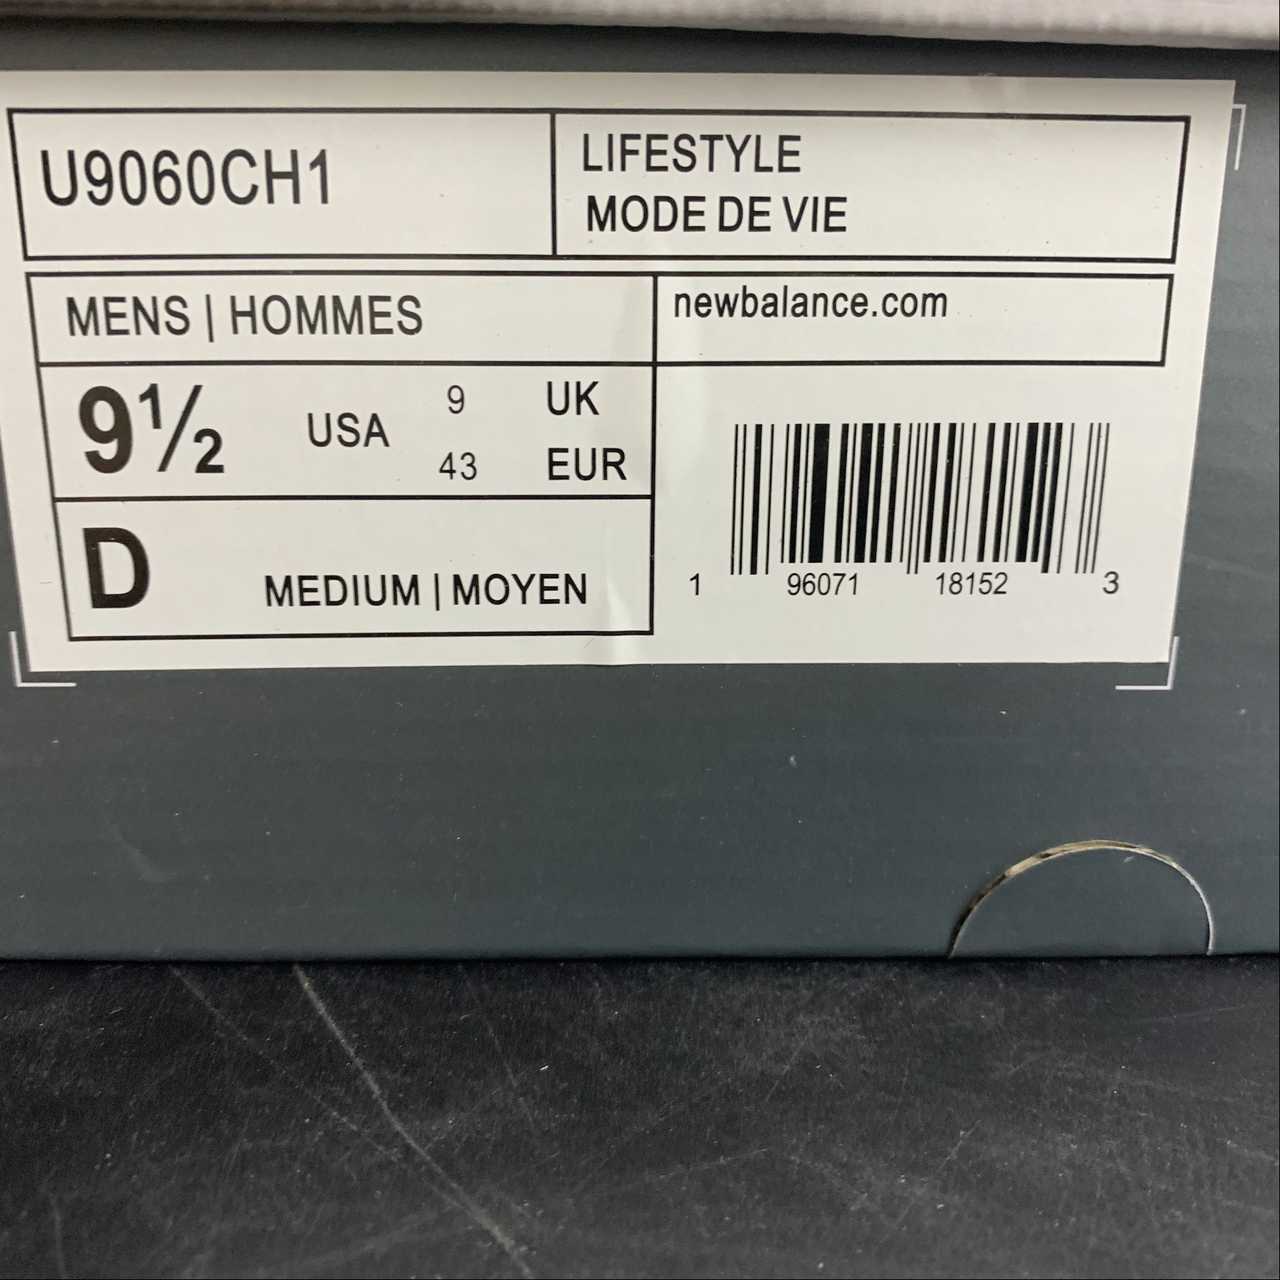 U9060CH1
LIFESTYLE
MODE DE VIE
MENS | HOMMES
newbalance.com
9½ USA 9 UK
43 EUR
D MEDIUM | MOYEN
1 96071 18152 3